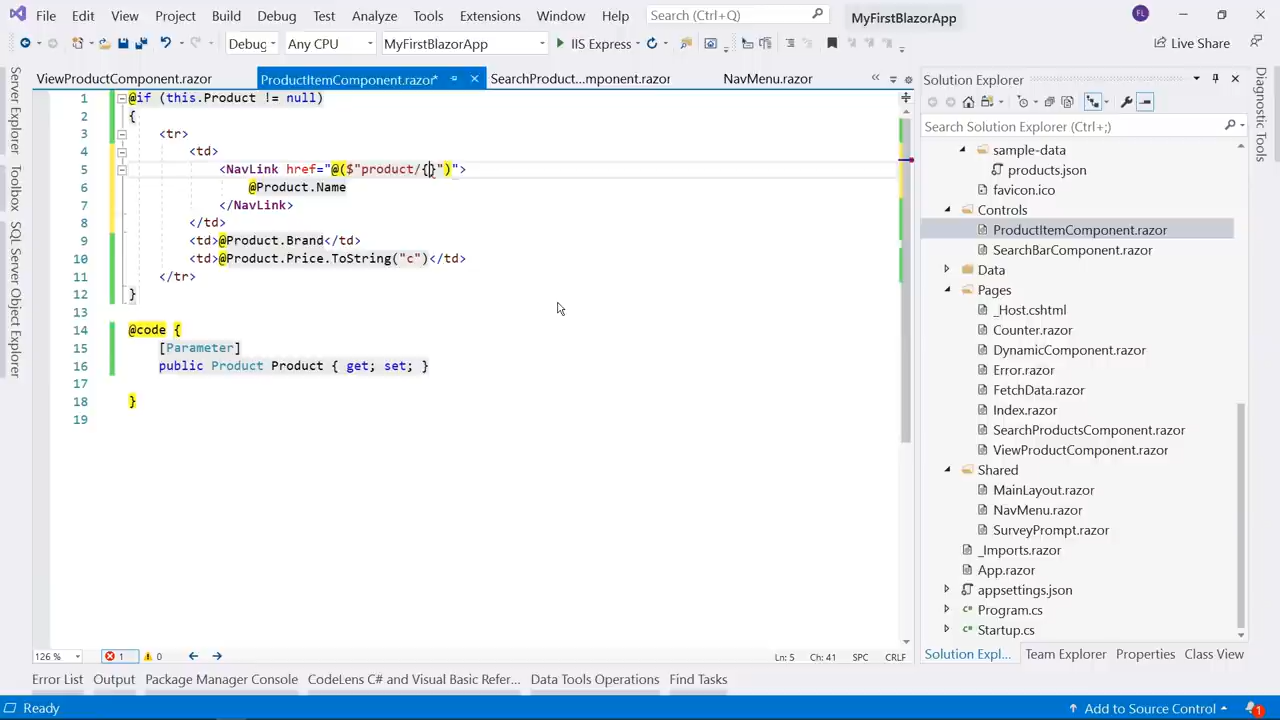 File Edit View Project Build Debug Test Analyze Tools Extensions Window Help Search (Ctrl+Q) MyFirstBlazorApp FL
Debug Any CPU MyFirstBlazorApp IIS Express Live Share
ViewProductComponent.razor ProductItemComponent.razor* SearchProduct...mponent.razor NavMenu.razor
Server Explorer
Toolbox
SQL Server Object Explorer
1 @if (this.Product != null)
2 {
3 <tr>
4 <td>
5 <NavLink href="@($"product/{}")">
6 @Product.Name
7 </NavLink>
8 </td>
9 <td>@Product.Brand</td>
10 <td>@Product.Price.ToString("c")</td>
11 </tr>
12 }
13
14 @code {
15 [Parameter]
16 public Product Product { get; set; }
17
18 }
19
126 % 1 0 Ln: 5 Ch: 41 SPC CRLF
Solution Explorer
Search Solution Explorer (Ctrl+;)
sample-data
products.json
favicon.ico
Controls
ProductItemComponent.razor
SearchBarComponent.razor
Data
Pages
_Host.cshtml
Counter.razor
DynamicComponent.razor
Error.razor
FetchData.razor
Index.razor
SearchProductsComponent.razor
ViewProductComponent.razor
Shared
MainLayout.razor
NavMenu.razor
SurveyPrompt.razor
_Imports.razor
App.razor
appsettings.json
C# Program.cs
C# Startup.cs
Solution Expl... Team Explorer Properties Class View
Diagnostic Tools
Error List Output Package Manager Console CodeLens C# and Visual Basic Refer... Data Tools Operations Find Tasks
Ready Add to Source Control 1